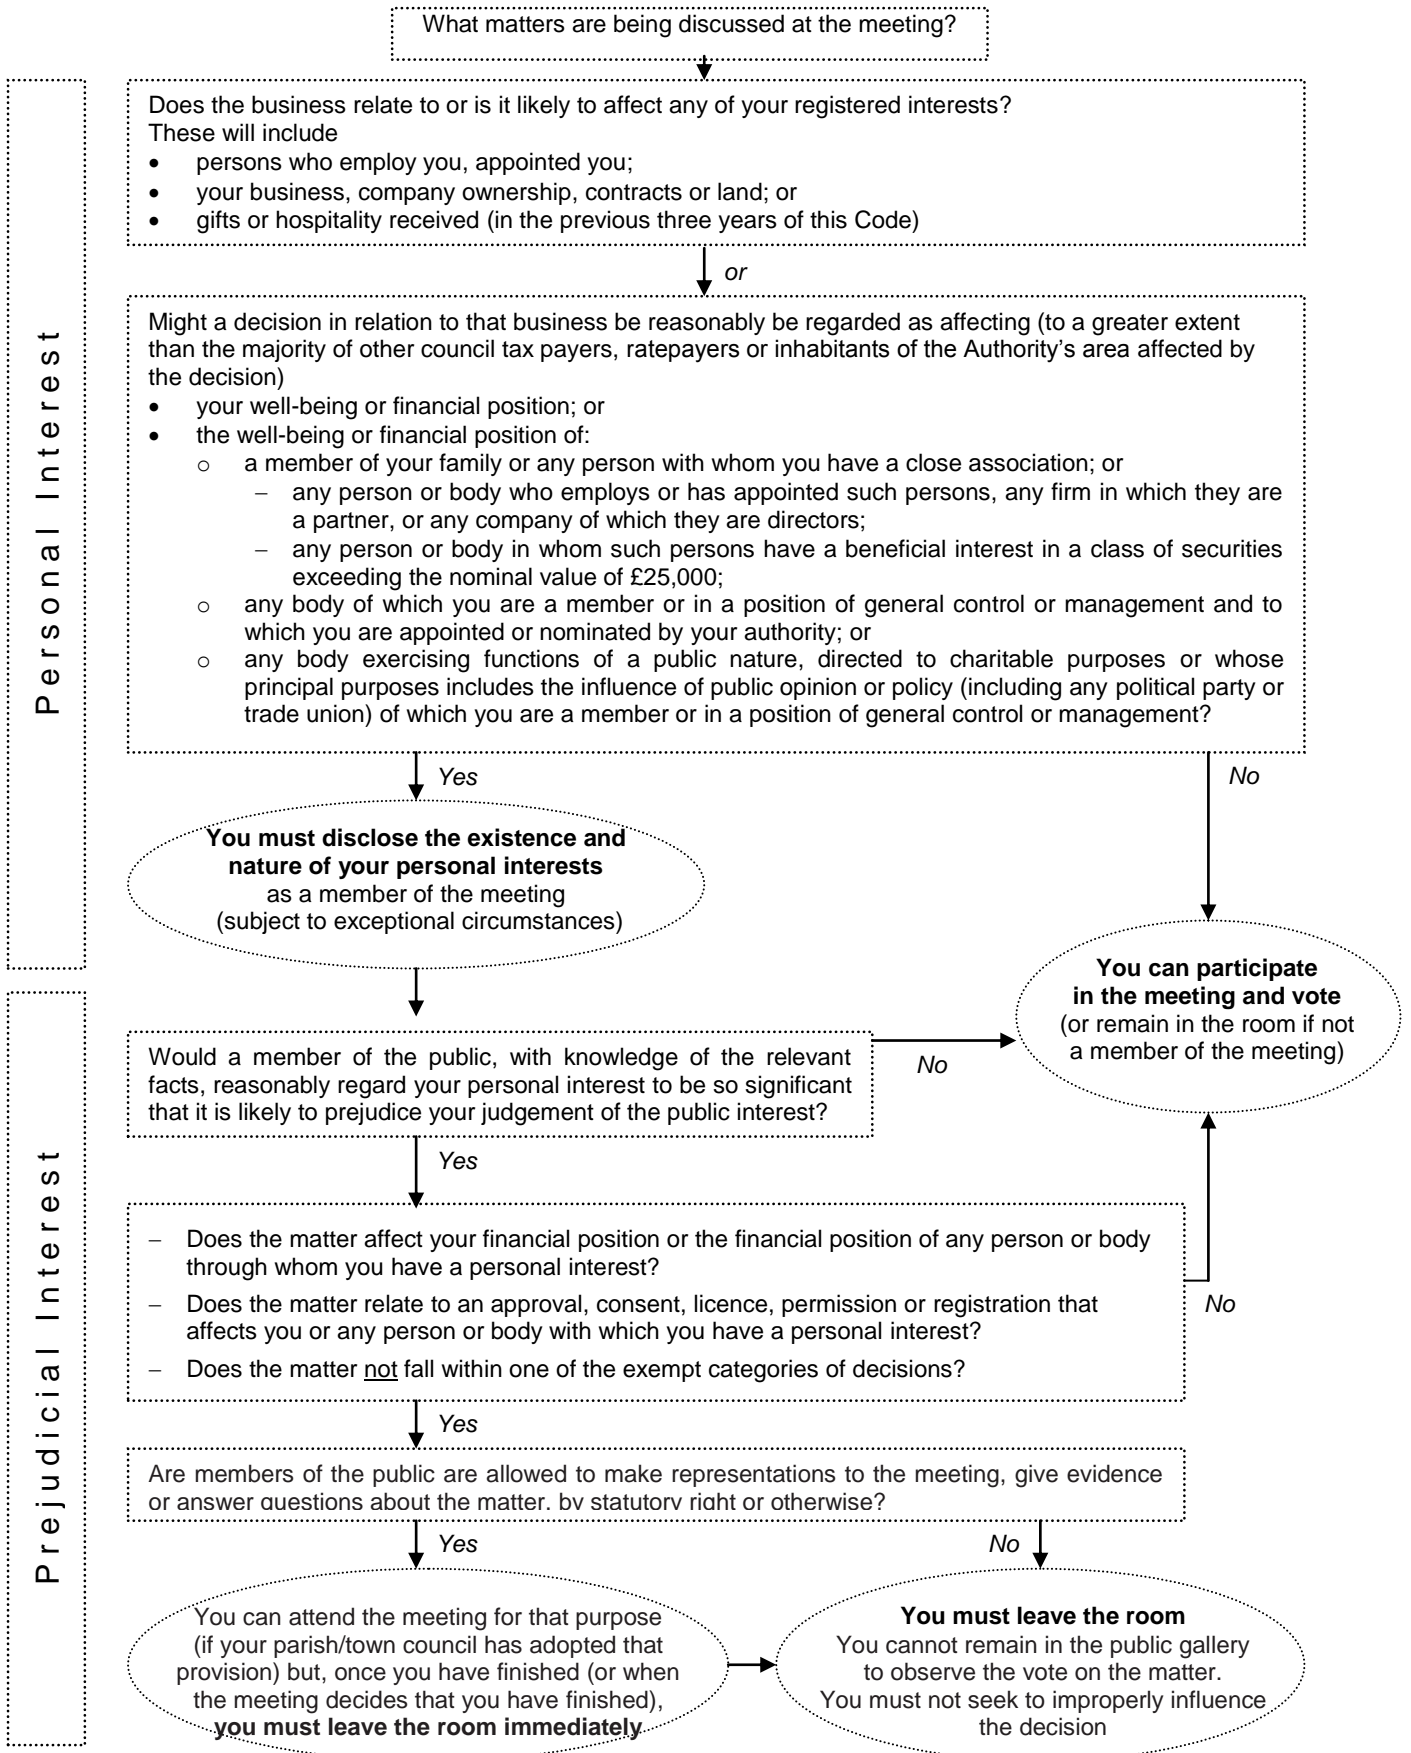 What matters are being discussed at the meeting?
Personal Interest
Does the business relate to or is it likely to affect any of your registered interests?
These will include
• persons who employ you, appointed you;
• your business, company ownership, contracts or land; or
• gifts or hospitality received (in the previous three years of this Code)
or
Might a decision in relation to that business be reasonably be regarded as affecting (to a greater extent
than the majority of other council tax payers, ratepayers or inhabitants of the Authority's area affected by
the decision)
• your well-being or financial position; or
• the well-being or financial position of:
o a member of your family or any person with whom you have a close association; or
– any person or body who employs or has appointed such persons, any firm in which they are
a partner, or any company of which they are directors;
– any person or body in whom such persons have a beneficial interest in a class of securities
exceeding the nominal value of £25,000;
o any body of which you are a member or in a position of general control or management and to
which you are appointed or nominated by your authority; or
o any body exercising functions of a public nature, directed to charitable purposes or whose
principal purposes includes the influence of public opinion or policy (including any political party or
trade union) of which you are a member or in a position of general control or management?
Yes
No
You must disclose the existence and
nature of your personal interests
as a member of the meeting
(subject to exceptional circumstances)
You can participate
in the meeting and vote
(or remain in the room if not
a member of the meeting)
Prejudicial Interest
Would a member of the public, with knowledge of the relevant
facts, reasonably regard your personal interest to be so significant
that it is likely to prejudice your judgement of the public interest?
No
Yes
– Does the matter affect your financial position or the financial position of any person or body
through whom you have a personal interest?
– Does the matter relate to an approval, consent, licence, permission or registration that
affects you or any person or body with which you have a personal interest?
– Does the matter not fall within one of the exempt categories of decisions?
No
Yes
Are members of the public are allowed to make representations to the meeting, give evidence
or answer questions about the matter, by statutory right or otherwise?
Yes
No
You can attend the meeting for that purpose
(if your parish/town council has adopted that
provision) but, once you have finished (or when
the meeting decides that you have finished),
you must leave the room immediately
You must leave the room
You cannot remain in the public gallery
to observe the vote on the matter.
You must not seek to improperly influence
the decision